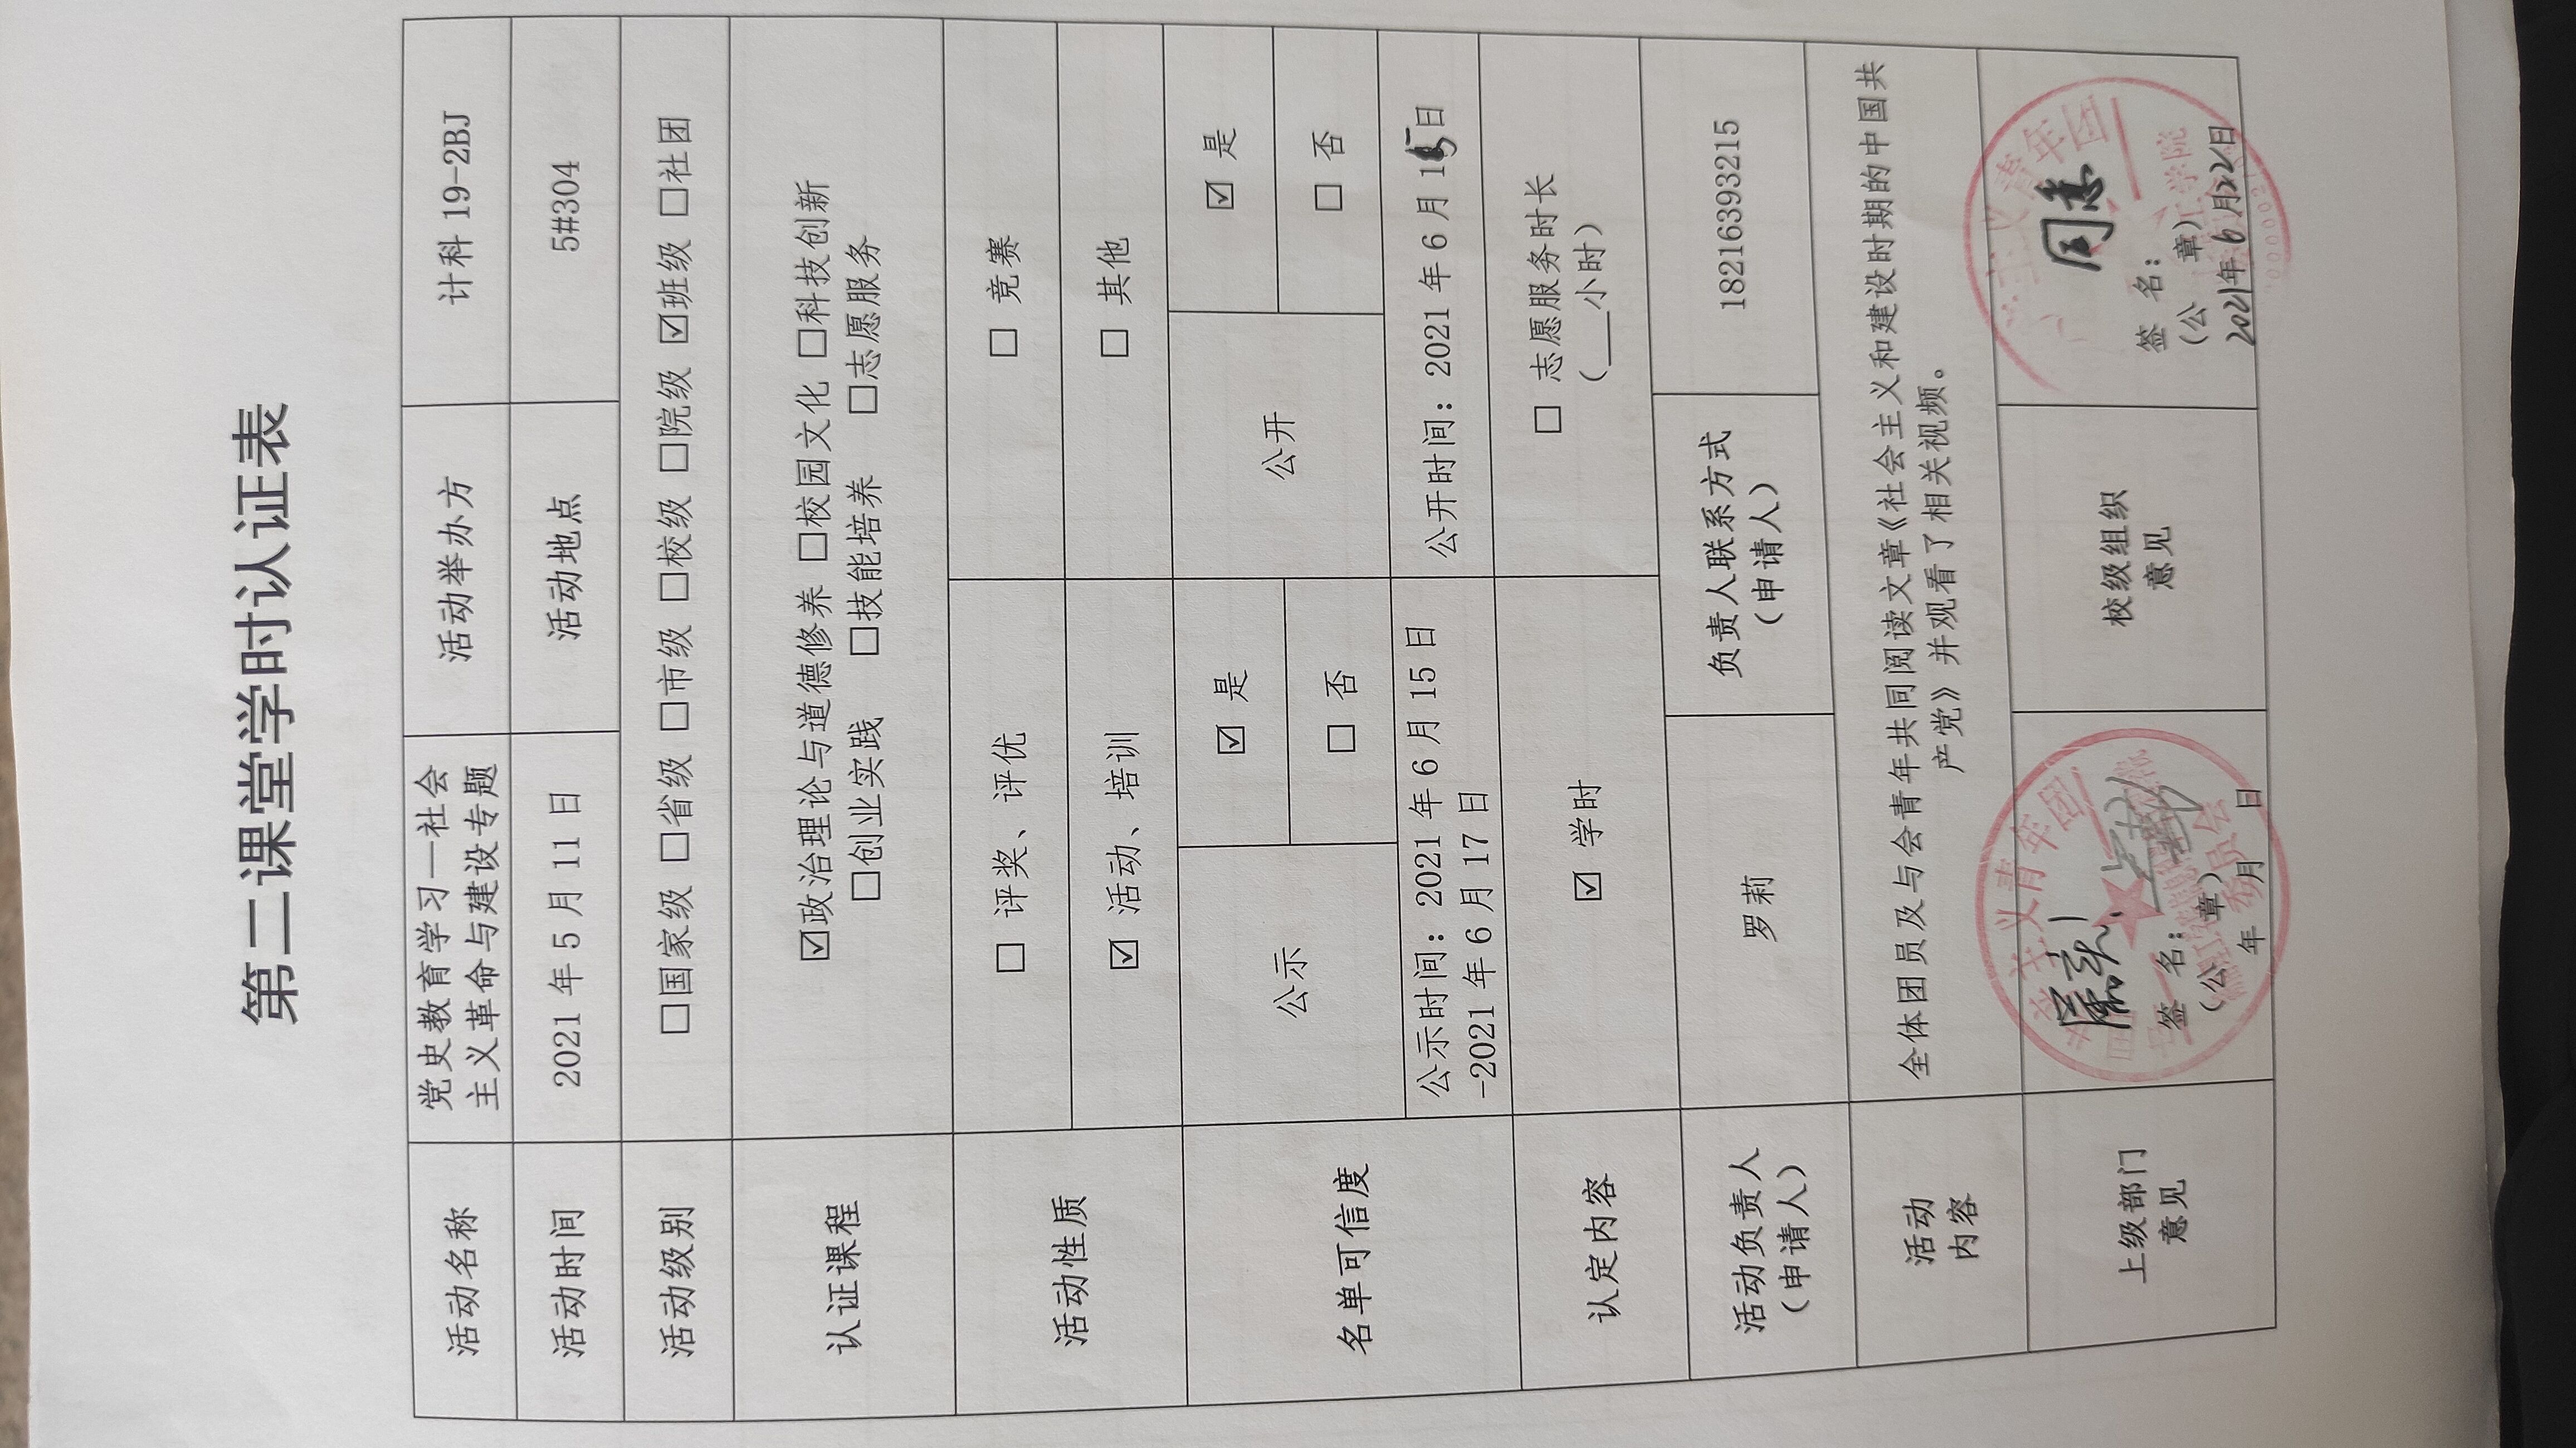 第二课堂学时认证表
活动名称
党史教育学习—社会
主义革命与建设专题
活动举办方
计科 19-2BJ
活动时间
2021 年 5 月 11 日
活动地点
5#304
活动级别
□国家级 □省级 □市级 □校级 □院级 ☑班级 □社团
认证课程
☑政治理论与道德修养 □校园文化 □科技创新
□创业实践 □技能培养 □志愿服务
活动性质
□ 评奖、评优
□ 竞赛
☑ 活动、培训
□ 其他
名单可信度
公示
☑ 是
□ 否
公开
☑ 是
□ 否
公示时间：2021 年 6 月 15 日
-2021 年 6 月 17 日
公开时间：2021 年 6 月 15日
认定内容
☑ 学时
□ 志愿服务时长
（__小时）
活动负责人
（申请人）
罗莉
负责人联系方式
（申请人）
18216393215
活动
内容
全体团员及与会青年共同阅读文章《社会主义和建设时期的中国共
产党》并观看了相关视频。
上级部门
意见
签 名：
（公 章）
年 月 日
校级组织
意见
同意
签 名：
（公 章）
2021年6月22日